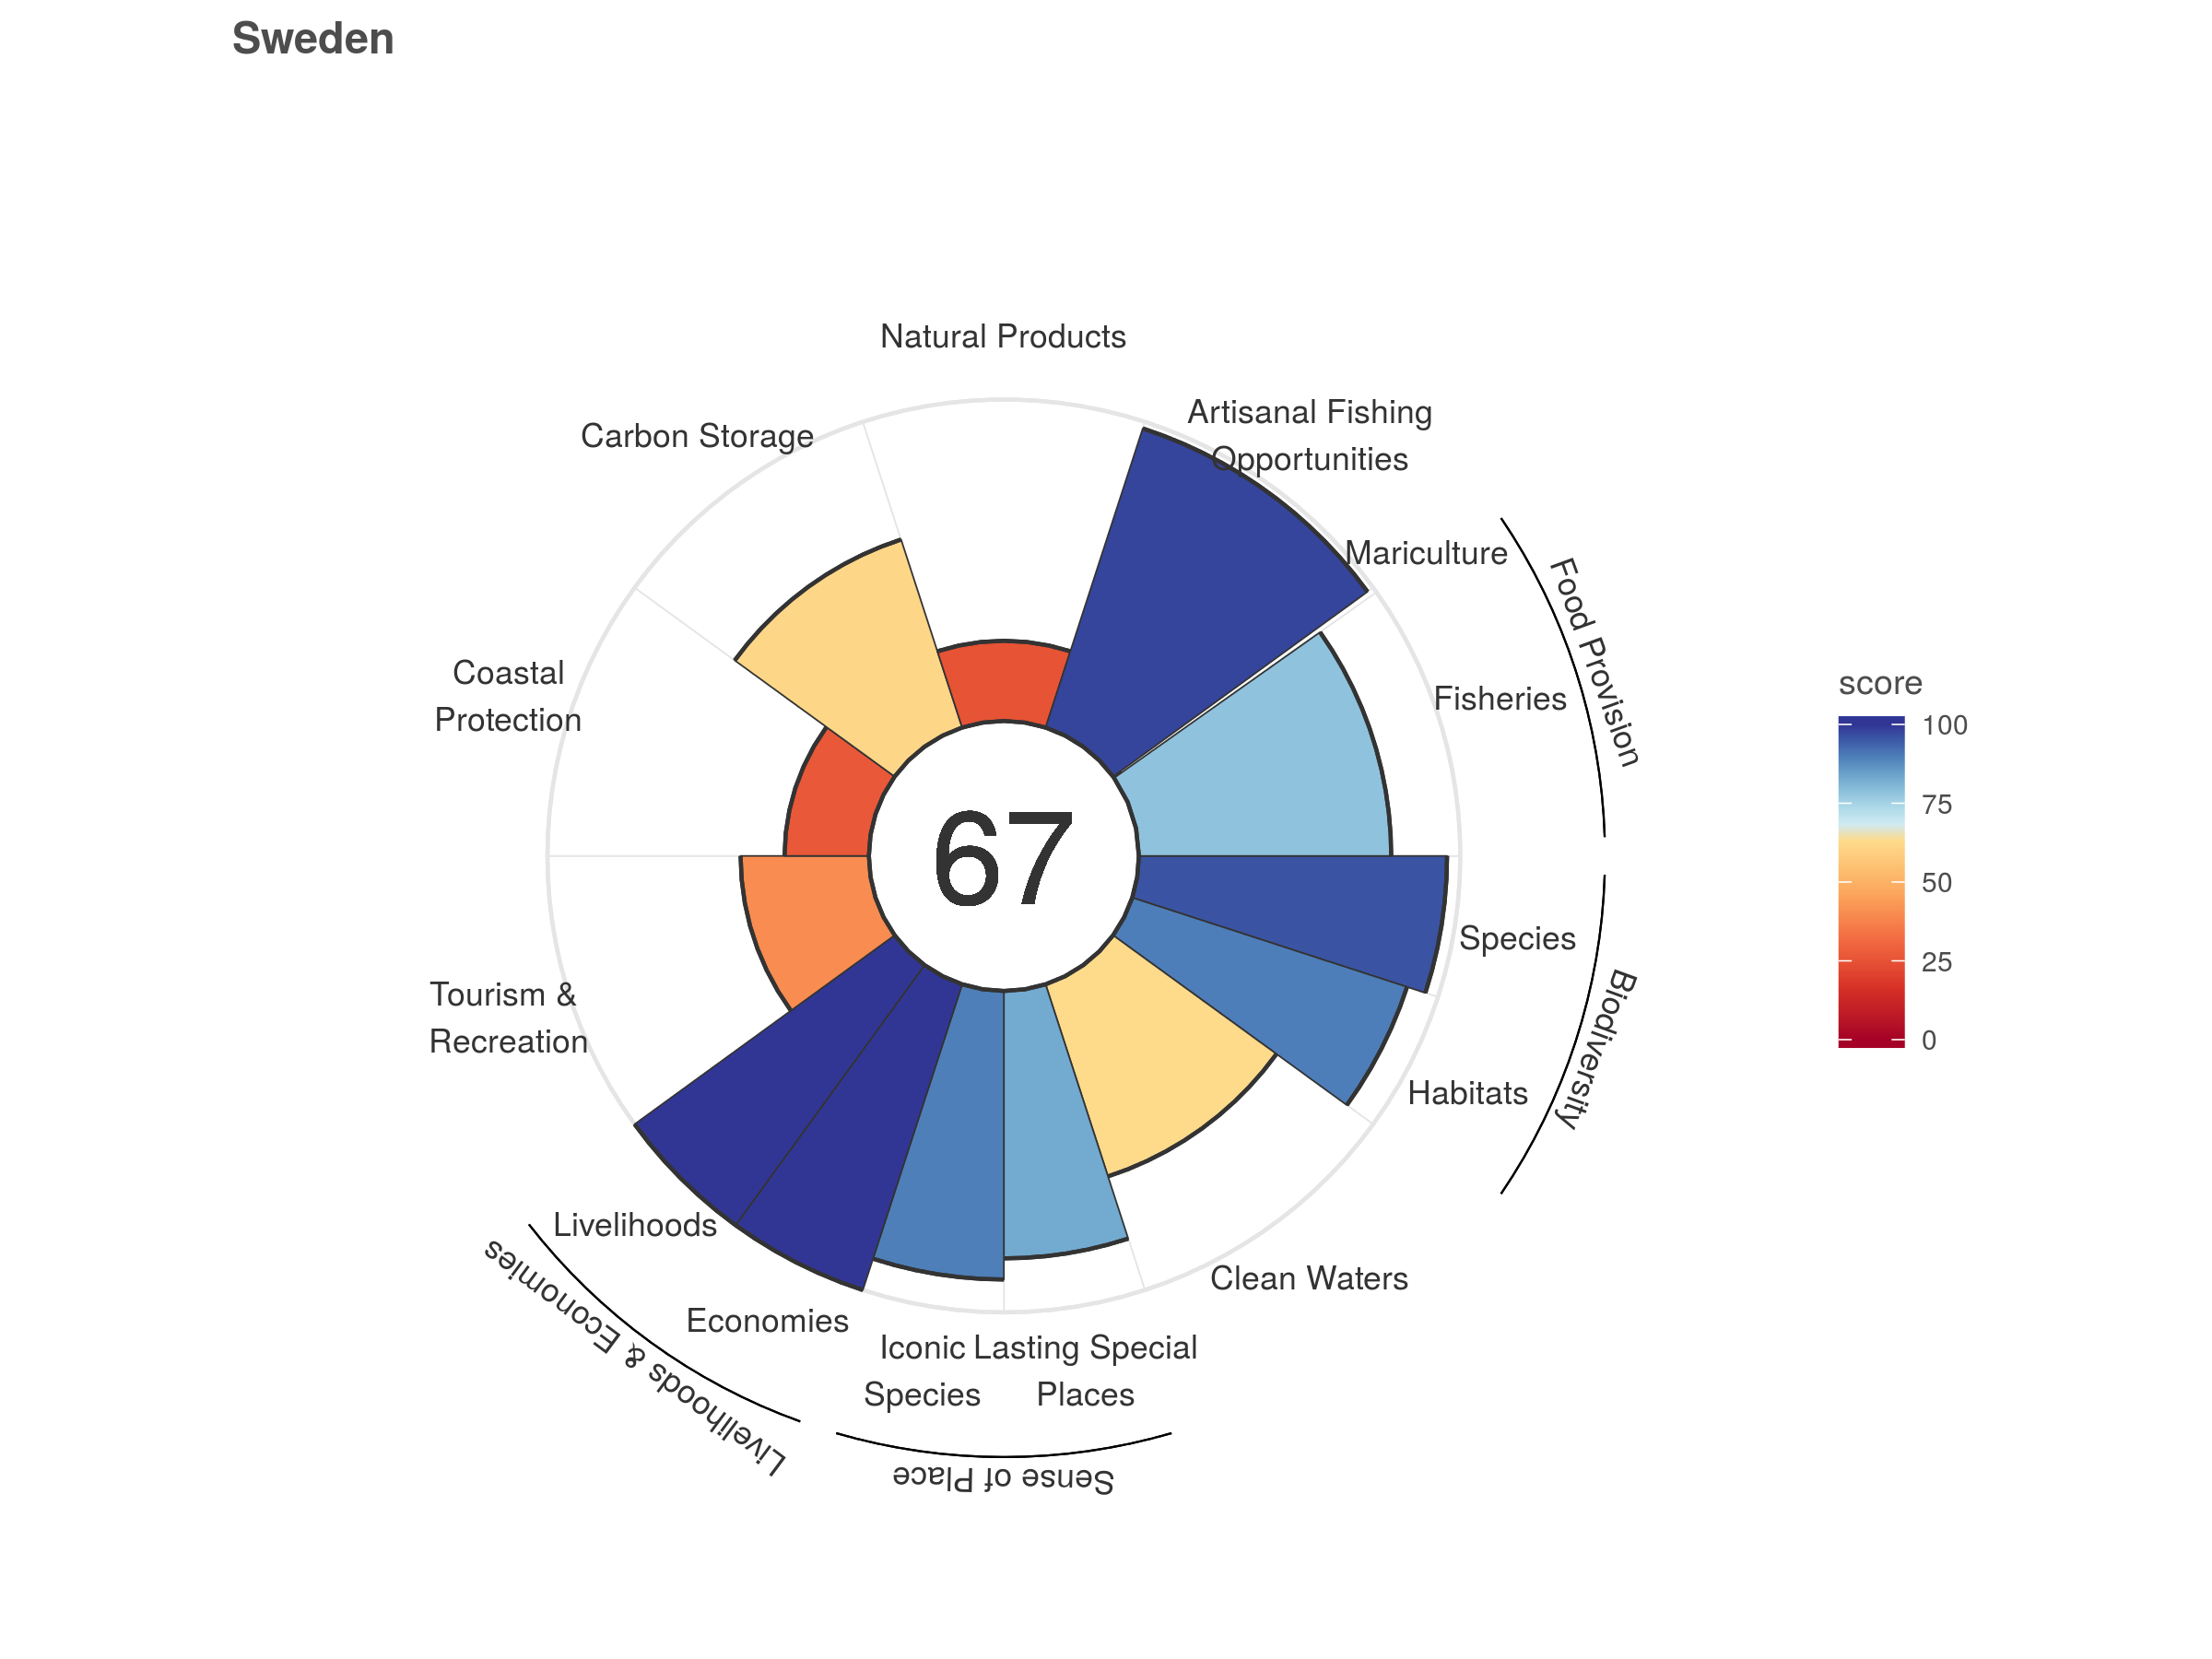 Sweden
Natural Products
Artisanal Fishing
Opportunities
Carbon Storage
Mariculture
Food Provision
Coastal
Protection
Fisheries
score
100
75
50
25
0
67
Species
Biodiversity
Tourism &
Recreation
Habitats
Livelihoods
Clean Waters
Economies
Livelihoods & Economies
Iconic
Species
Lasting Special
Places
Sense of Place